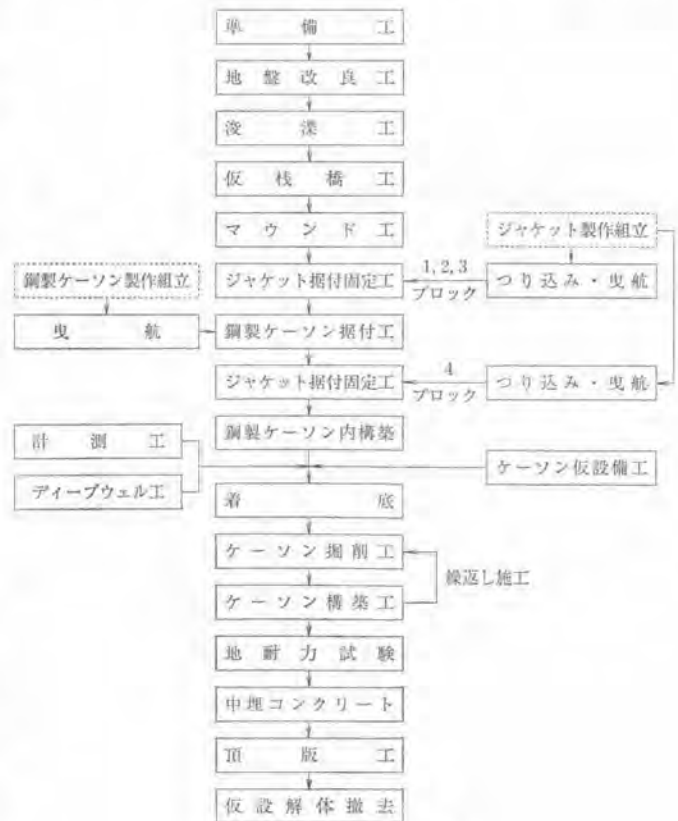 準備工
地盤改良工
浚渫工
仮桟橋工
マウンド工
ジャケット製作組立
鋼製ケーソン製作組立
ジャケット据付固定工
1, 2, 3
ブロック
つり込み・曳航
曳航
鋼製ケーソン据付工
ジャケット据付固定工
4
ブロック
つり込み・曳航
鋼製ケーソン内構築
計測工
ケーソン仮設備工
ディープウェル工
着底
ケーソン掘削工
繰返し施工
ケーソン構築工
地耐力試験
中埋コンクリート
頂版工
仮設解体撤去